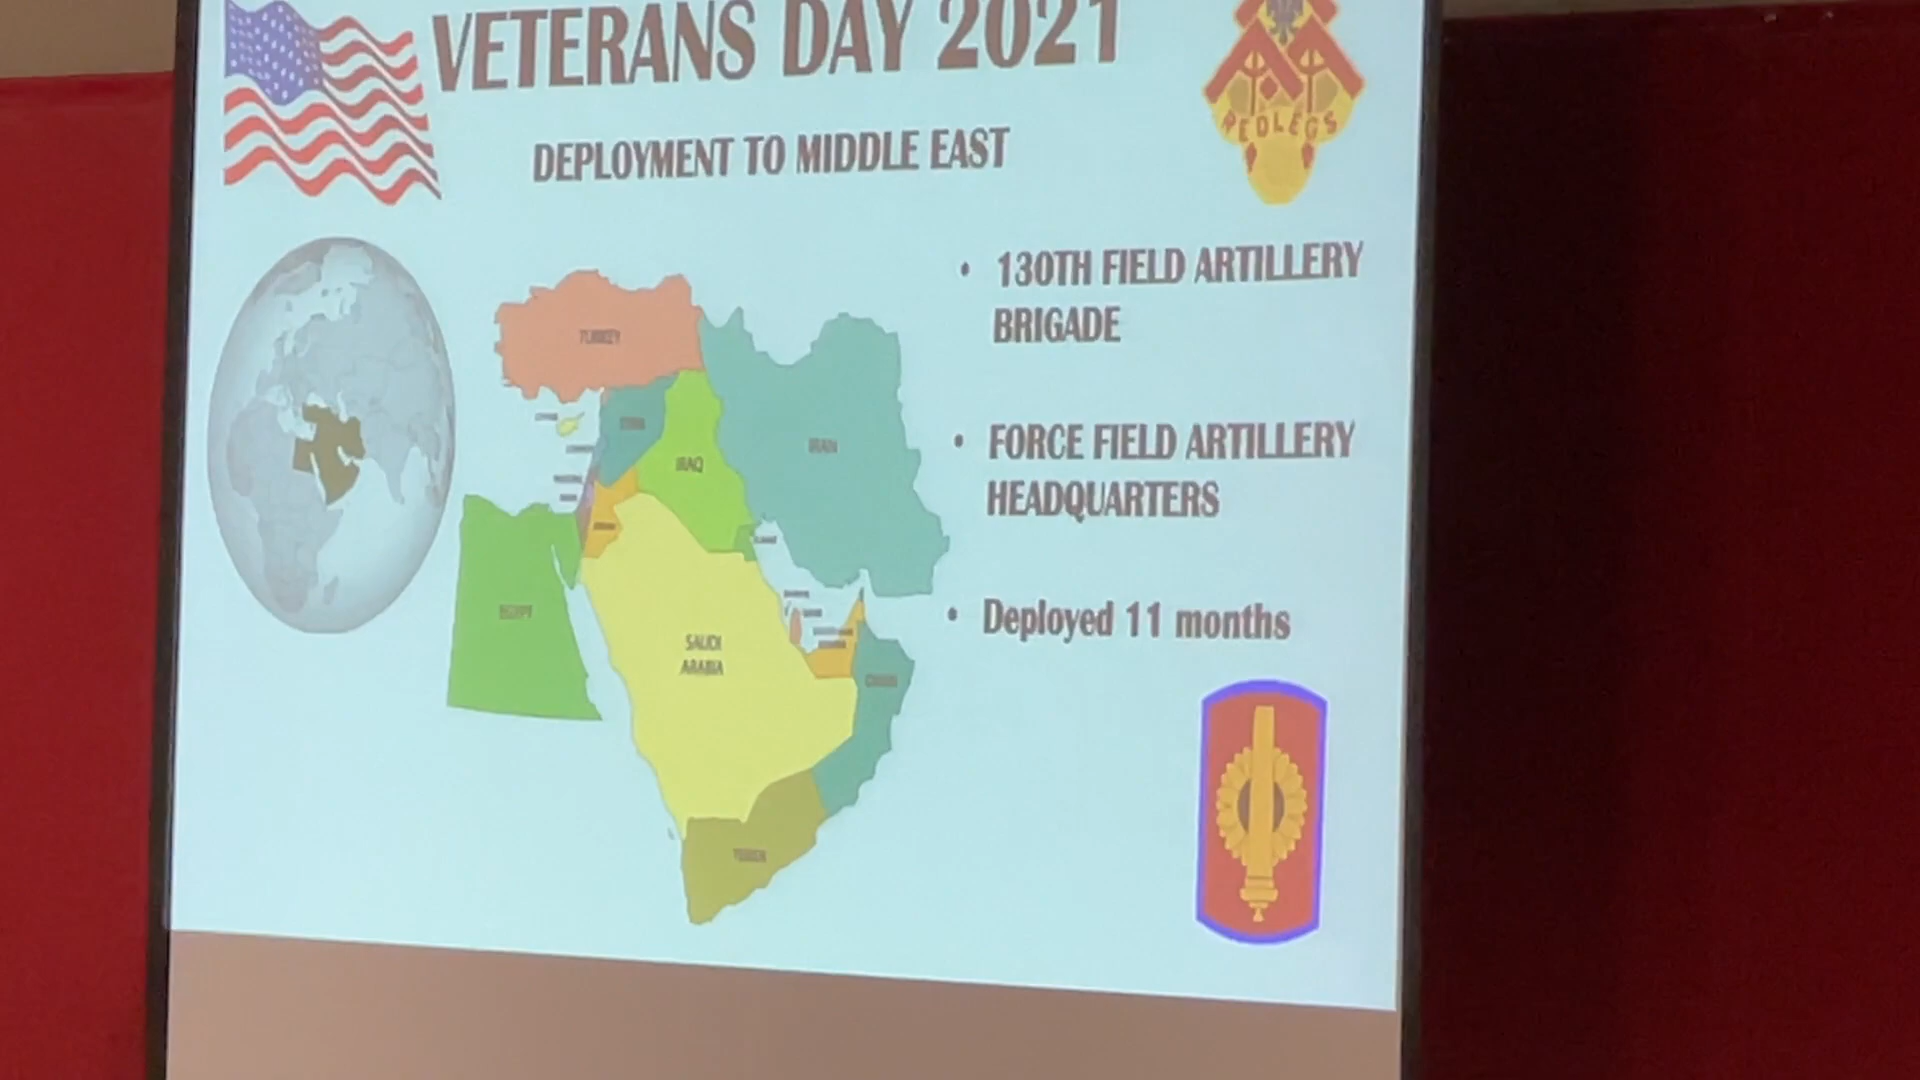 VETERANS DAY 2021
REDLEGS
DEPLOYMENT TO MIDDLE EAST
• 130TH FIELD ARTILLERY
BRIGADE
• FORCE FIELD ARTILLERY
HEADQUARTERS
• Deployed 11 months
TURKEY
IRAN
IRAQ
EGYPT
SAUDI
ARABIA
OMAN
YEMEN